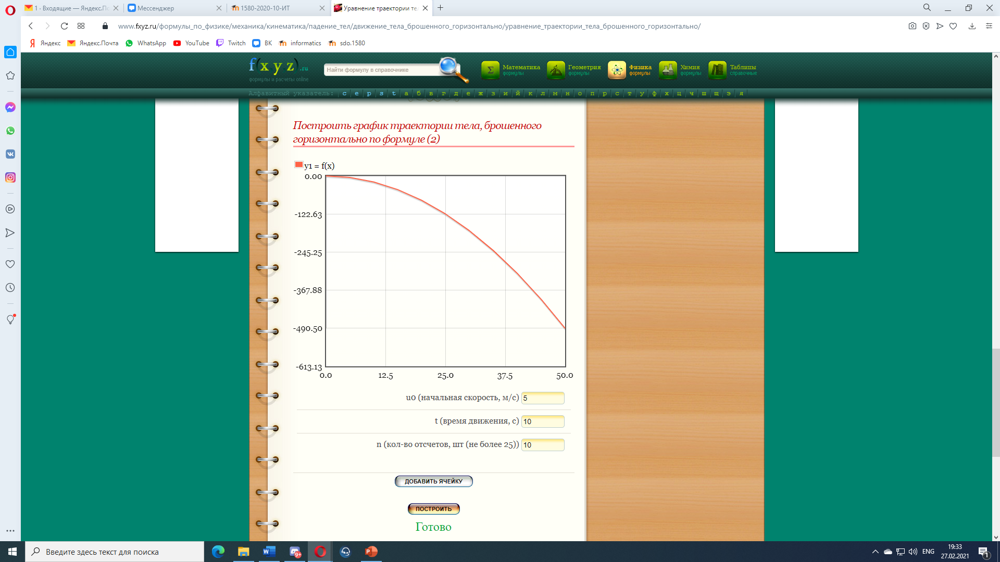 1 · Входящие — Яндекс.По
Мессенджер
1580-2020-10-ИТ
Уравнение траектории те
www.fxyz.ru/формулы_по_физике/механика/кинематика/падение_тел/движение_тела_брошенного_горизонтально/уравнение_траектории_тела_брошенного_горизонтально/
Яндекс
Яндекс.Почта
WhatsApp
YouTube
Twitch
ВК
informatics
sdo.1580
f(x y z).ru
формулы и расчеты online
Найти формулу в справочнике
Математика
формулы
Геометрия
формулы
Физика
формулы
Химия
формулы
Таблицы
справочные
Алфавитный указатель: c e p s t а б в г д е ж з и й к л м н о п р с т у ф х ц ч ш щ э я
Построить график траектории тела, брошенного
горизонтально по формуле (2)
y1 = f(x)
0.00
-122.63
-245.25
-367.88
-490.50
-613.13
0.0 12.5 25.0 37.5 50.0
u0 (начальная скорость, м/с) 5
t (время движения, с) 10
n (кол-во отсчетов, шт (не более 25)) 10
ДОБАВИТЬ ЯЧЕЙКУ
ПОСТРОИТЬ
Готово
Введите здесь текст для поиска
9+
ENG
19:33
27.02.2021
1